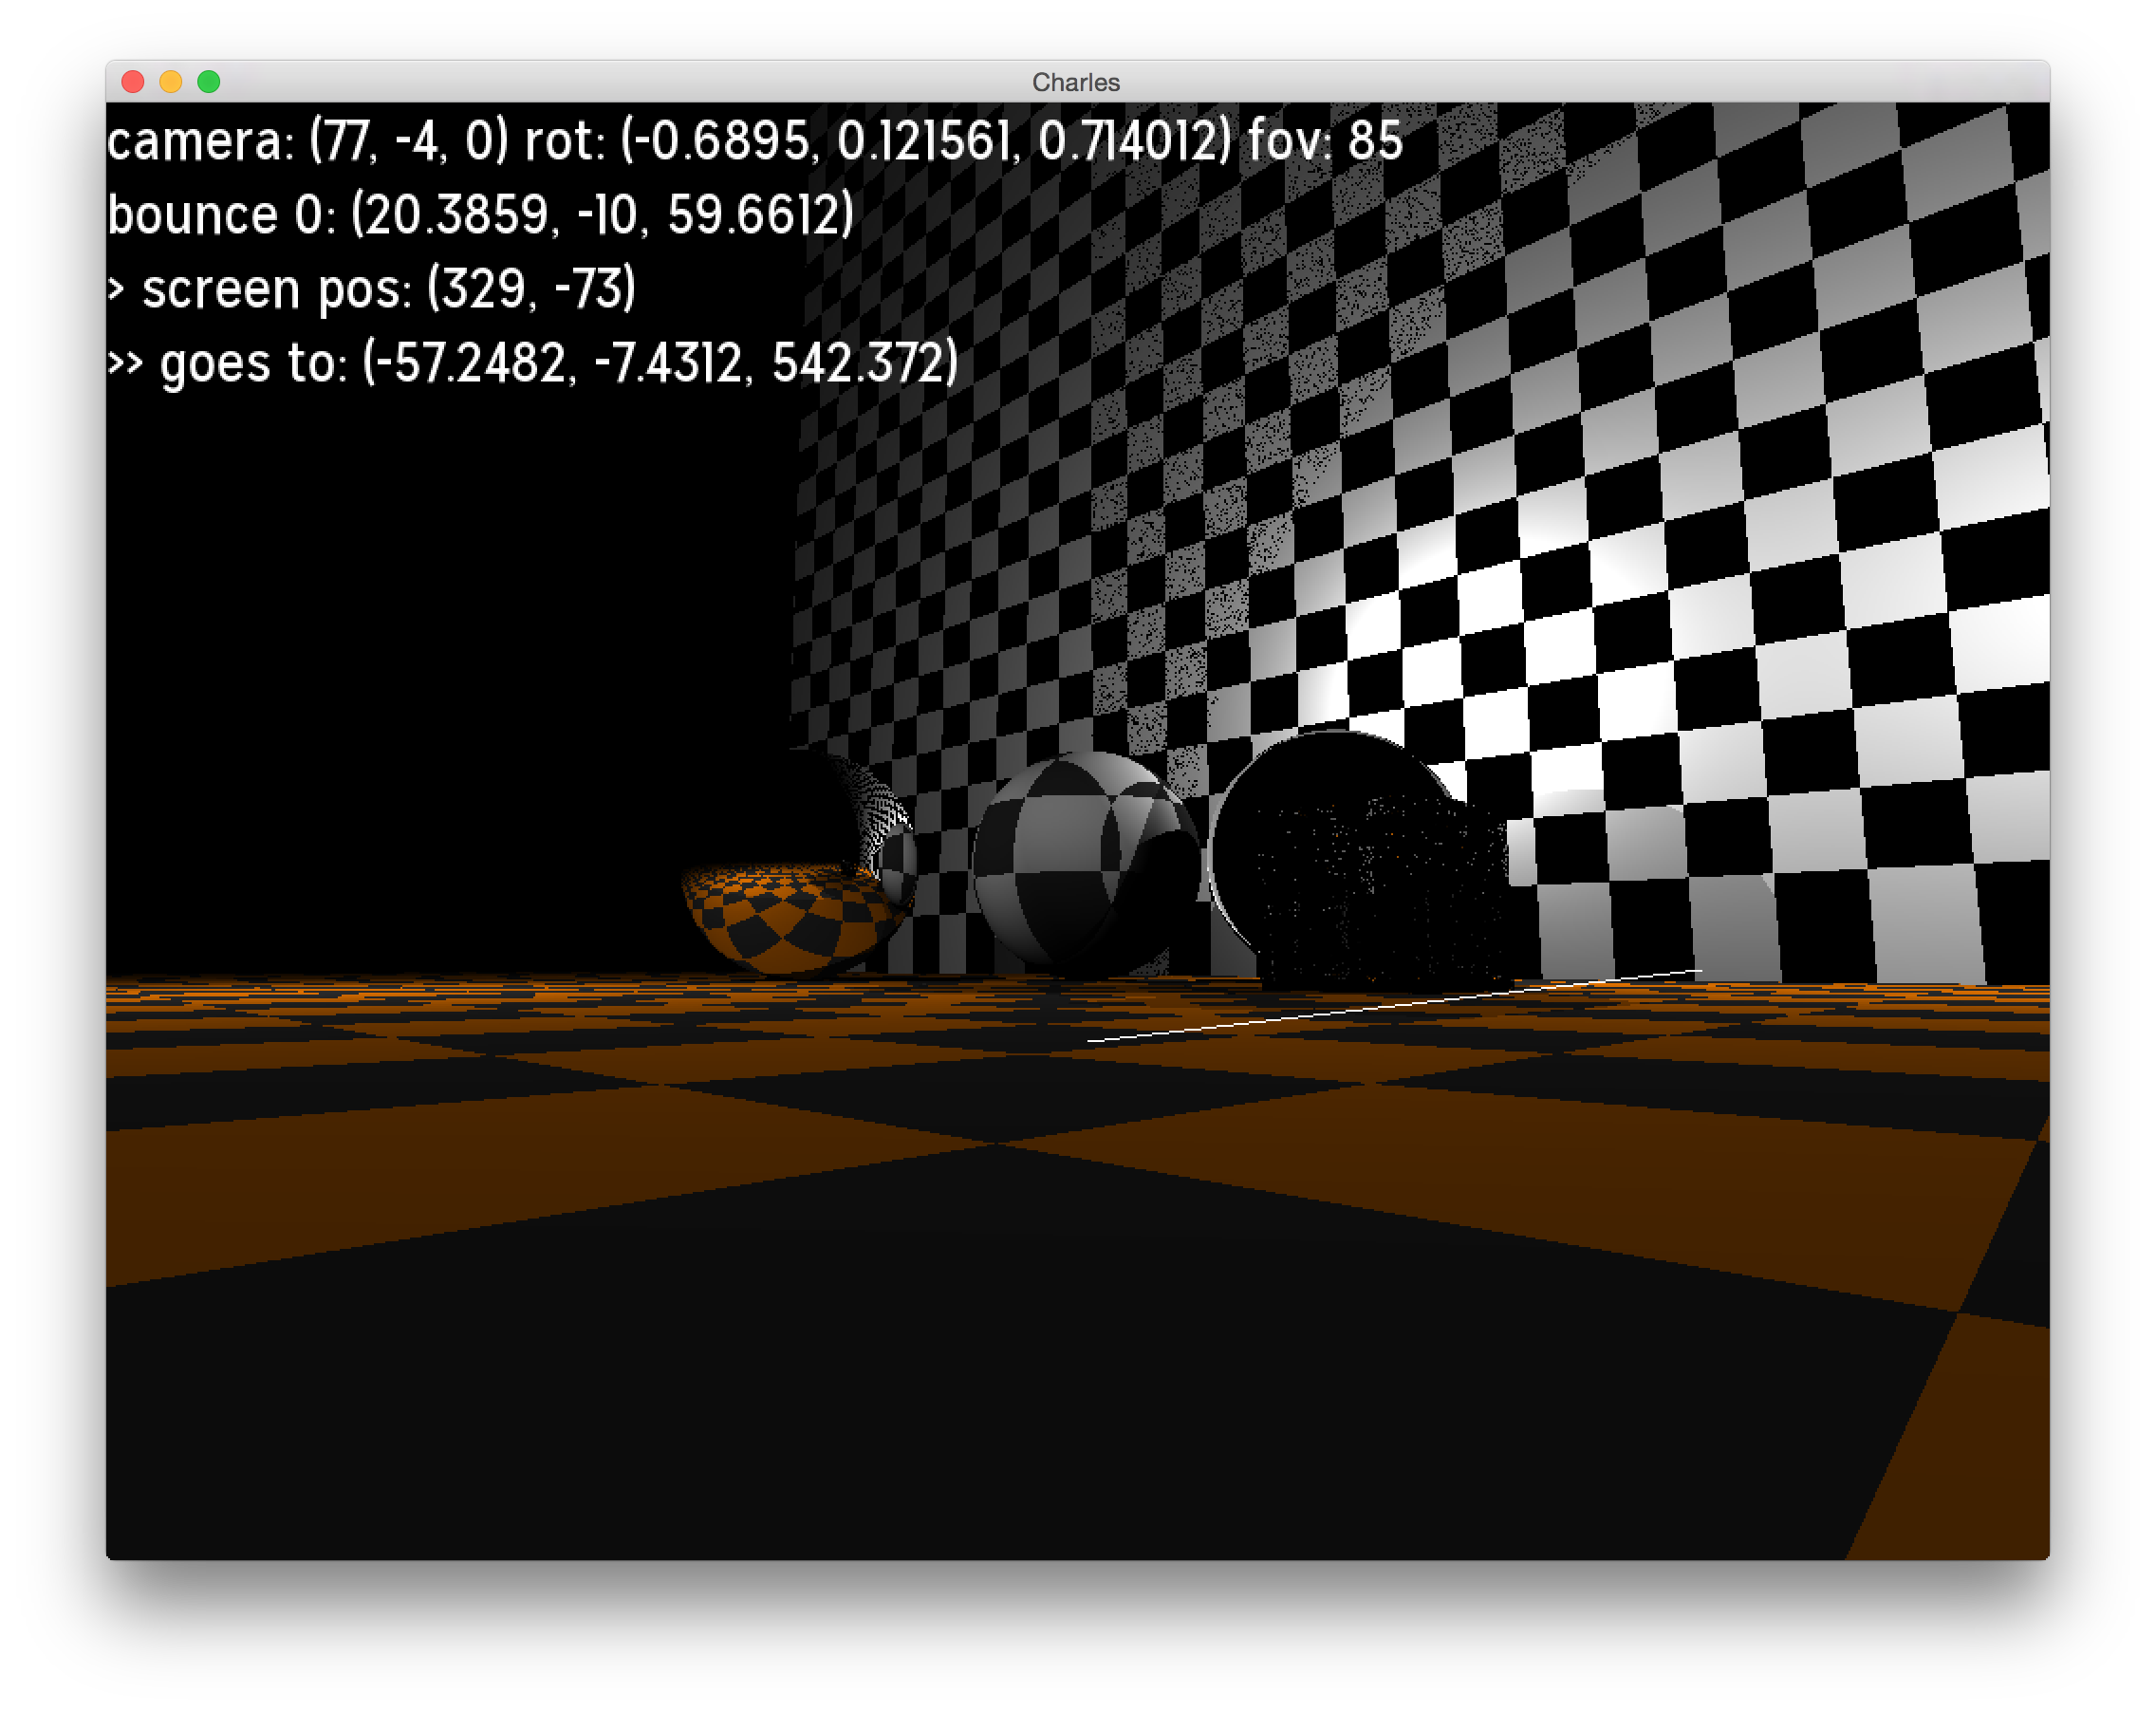 Charles
camera: (77, -4, 0) rot: (-0.6895, 0.121561, 0.714012) fov: 85
bounce 0: (20.3859, -10, 59.6612)
> screen pos: (329, -73)
>> goes to: (-57.2482, -7.4312, 542.372)